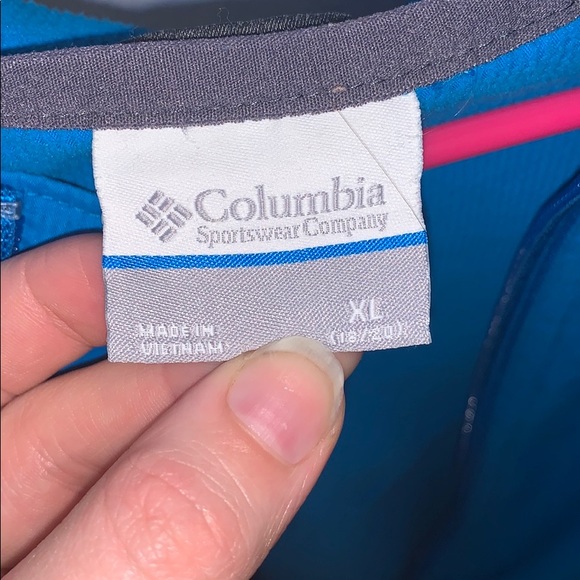 Columbia
Sportswear Company
XL
(18/20)
MADE IN
VIETNAM